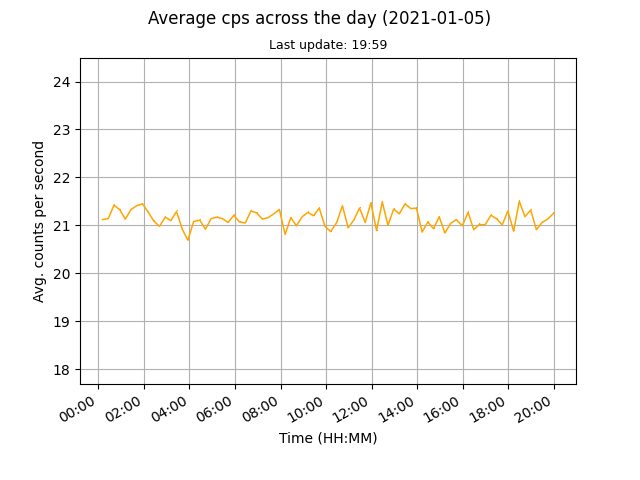 Average cps across the day (2021-01-05)
Last update: 19:59
24
23
22
21
20
19
18
Avg. counts per second
00:00 02:00 04:00 06:00 08:00 10:00 12:00 14:00 16:00 18:00 20:00
Time (HH:MM)